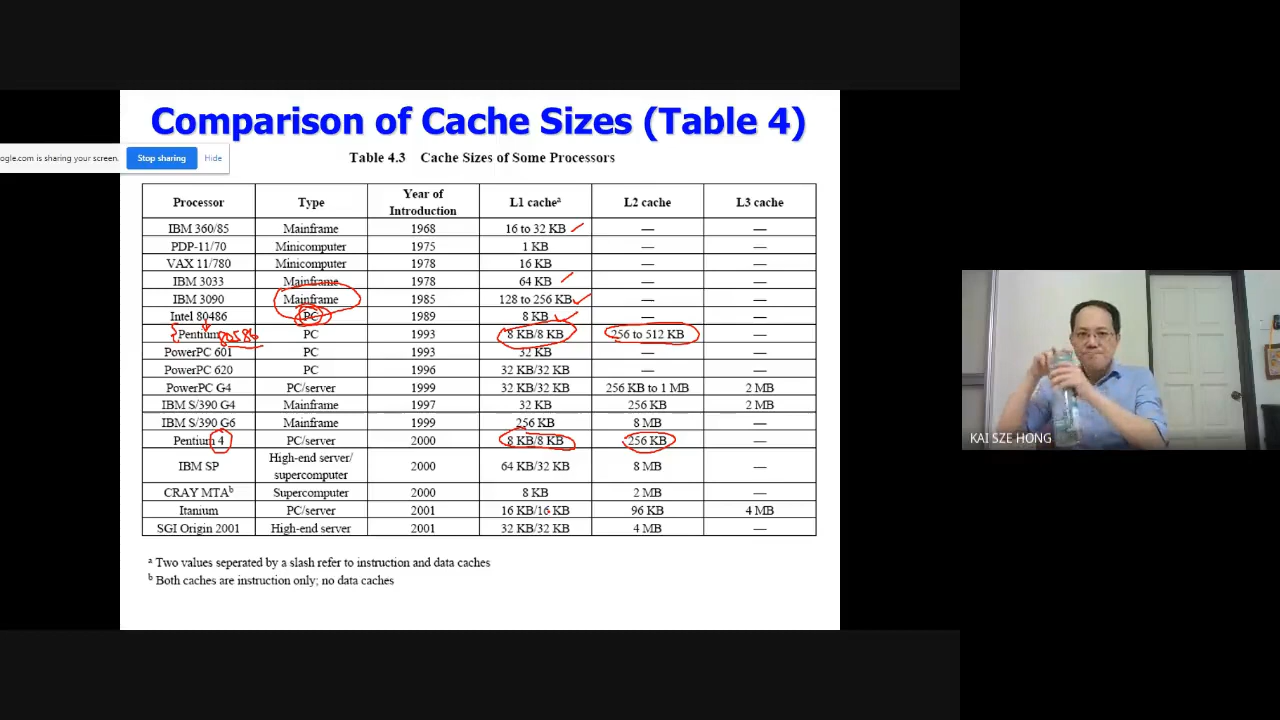 Comparison of Cache Sizes (Table 4)
ogle.com is sharing your screen. Stop sharing Hide
Table 4.3 Cache Sizes of Some Processors
Processor Type Year of Introduction L1 cacheᵃ L2 cache L3 cache
IBM 360/85 Mainframe 1968 16 to 32 KB — —
PDP-11/70 Minicomputer 1975 1 KB — —
VAX 11/780 Minicomputer 1978 16 KB — —
IBM 3033 Mainframe 1978 64 KB — —
IBM 3090 Mainframe 1985 128 to 256 KB — —
Intel 80486 PC 1989 8 KB — —
Pentium 80586 PC 1993 8 KB/8 KB 256 to 512 KB —
PowerPC 601 PC 1993 32 KB — —
PowerPC 620 PC 1996 32 KB/32 KB — —
PowerPC G4 PC/server 1999 32 KB/32 KB 256 KB to 1 MB 2 MB
IBM S/390 G4 Mainframe 1997 32 KB 256 KB 2 MB
IBM S/390 G6 Mainframe 1999 256 KB 8 MB —
Pentium 4 PC/server 2000 8 KB/8 KB 256 KB —
IBM SP High-end server/ supercomputer 2000 64 KB/32 KB 8 MB —
CRAY MTAᵇ Supercomputer 2000 8 KB 2 MB —
Itanium PC/server 2001 16 KB/16 KB 96 KB 4 MB
SGI Origin 2001 High-end server 2001 32 KB/32 KB 4 MB —
ᵃ Two values seperated by a slash refer to instruction and data caches
ᵇ Both caches are instruction only; no data caches
KAI SZE HONG